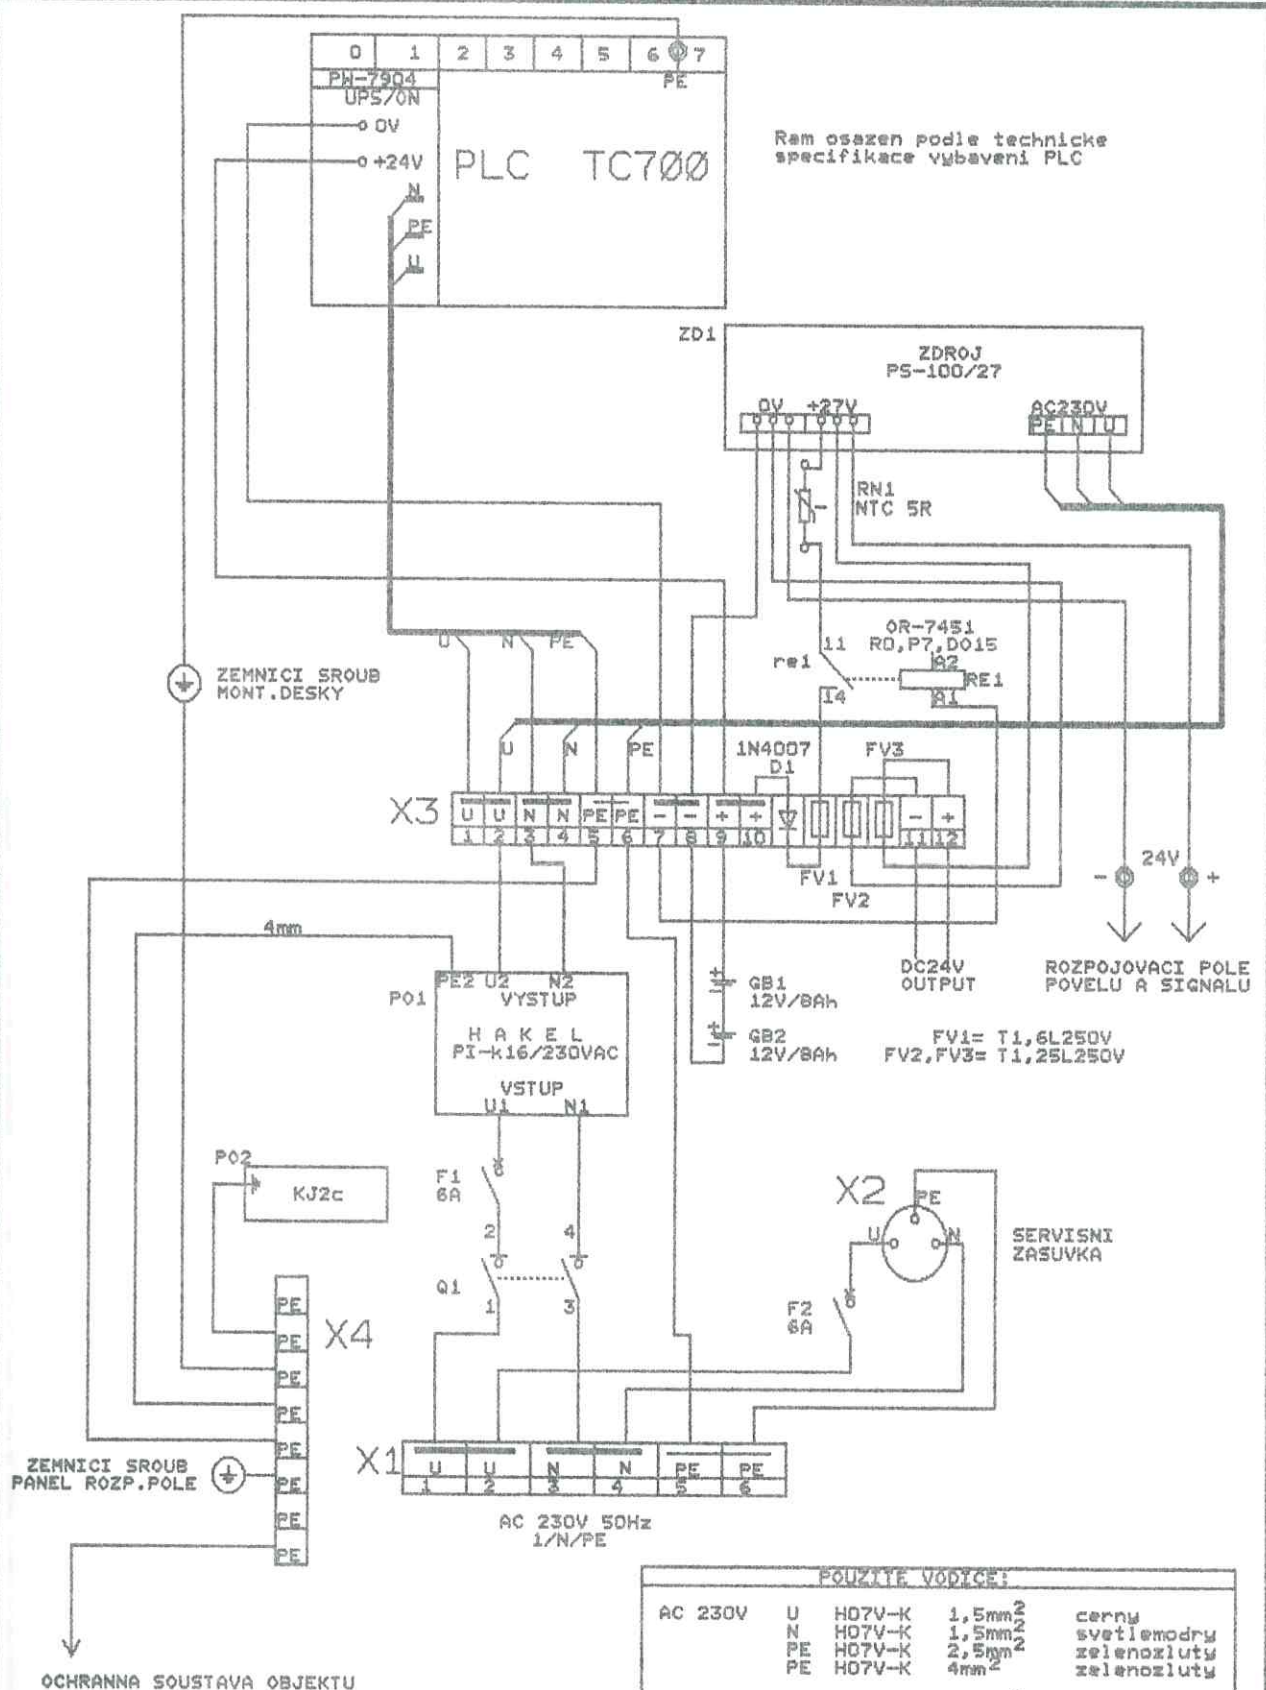 0 1 2 3 4 5 6 7
PW-7904
PE
UPS/ON
0V
+24V
PLC TC700
N
PE
U
Ram osazen podle technicke
specifikace vybaveni PLC
ZD1
ZDROJ
PS-100/27
0V +27V
AC230V
PE N U
RN1
NTC 5R
OR-7451
R0,P7,DO15
re1
11
14
A2
RE1
A1
U N PE
ZEMNICI SROUB
MONT.DESKY
U N PE
1N4007
D1
FV3
X3
U U N N PE PE - - + + - +
1 2 3 4 5 6 7 8 9 10 11 12
FV1
FV2
24V
- +
4mm
DC24V
OUTPUT
ROZPOJOVACI POLE
POVELU A SIGNALU
PO1
PE2 U2 N2
VYSTUP
H A K E L
PI-k16/230VAC
VSTUP
U1 N1
+
GB1
12V/8Ah
+
GB2
12V/8Ah
FV1= T1,6L250V
FV2,FV3= T1,25L250V
PO2
KJ2c
F1
6A
2 4
Q1
1 3
X2
PE
U N
SERVISNI
ZASUVKA
F2
6A
X4
PE
PE
PE
PE
PE
PE
PE
PE
ZEMNICI SROUB
PANEL ROZP.POLE
X1
U U N N PE PE
1 2 3 4 5 6
AC 230V 50Hz
1/N/PE
OCHRANNA SOUSTAVA OBJEKTU
POUZITE VODICE:
AC 230V U H07V-K 1,5mm² cerny
N H07V-K 1,5mm² svetlemodry
PE H07V-K 2,5mm² zelenozluty
PE H07V-K 4mm² zelenozluty